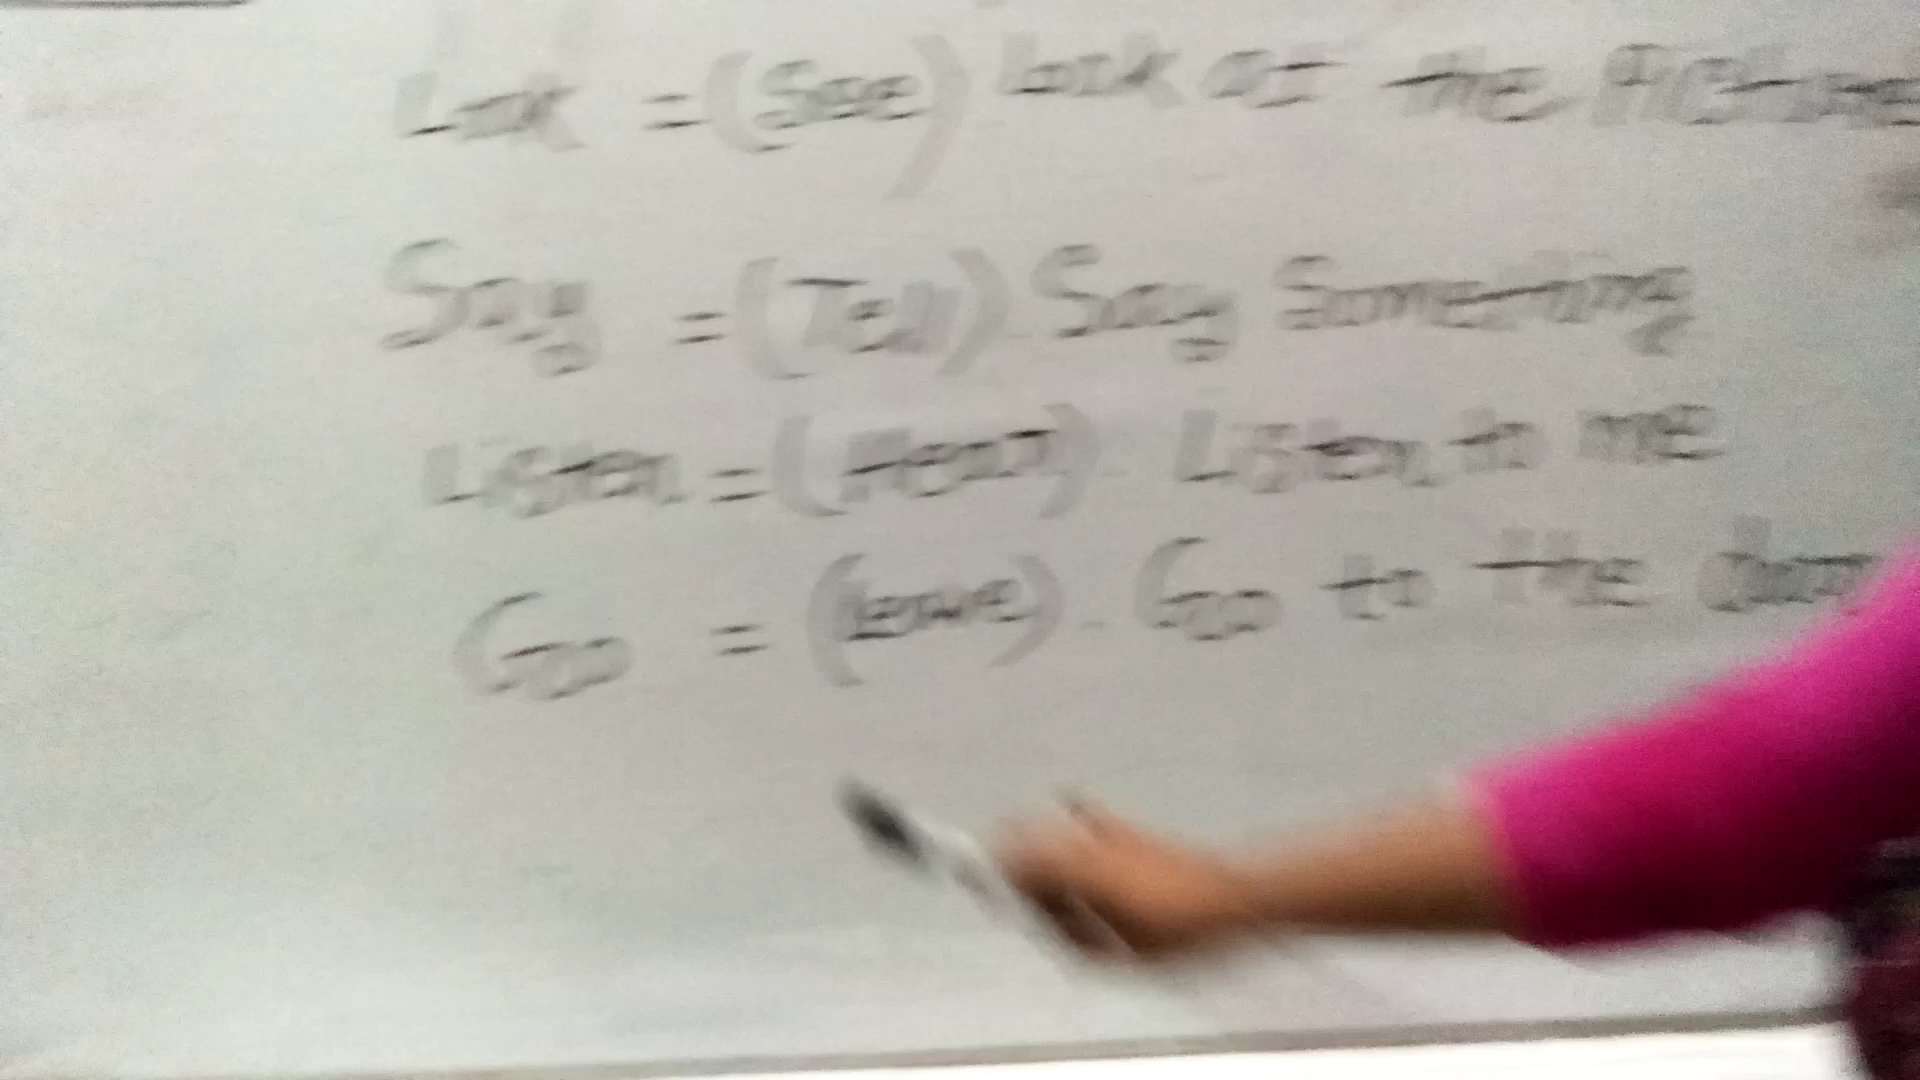 Look = (See) Look at the Picture
Say = (Tell) - Say Something
Listen = (Hear) - Listen to me
Go = (Leave) - Go to the door